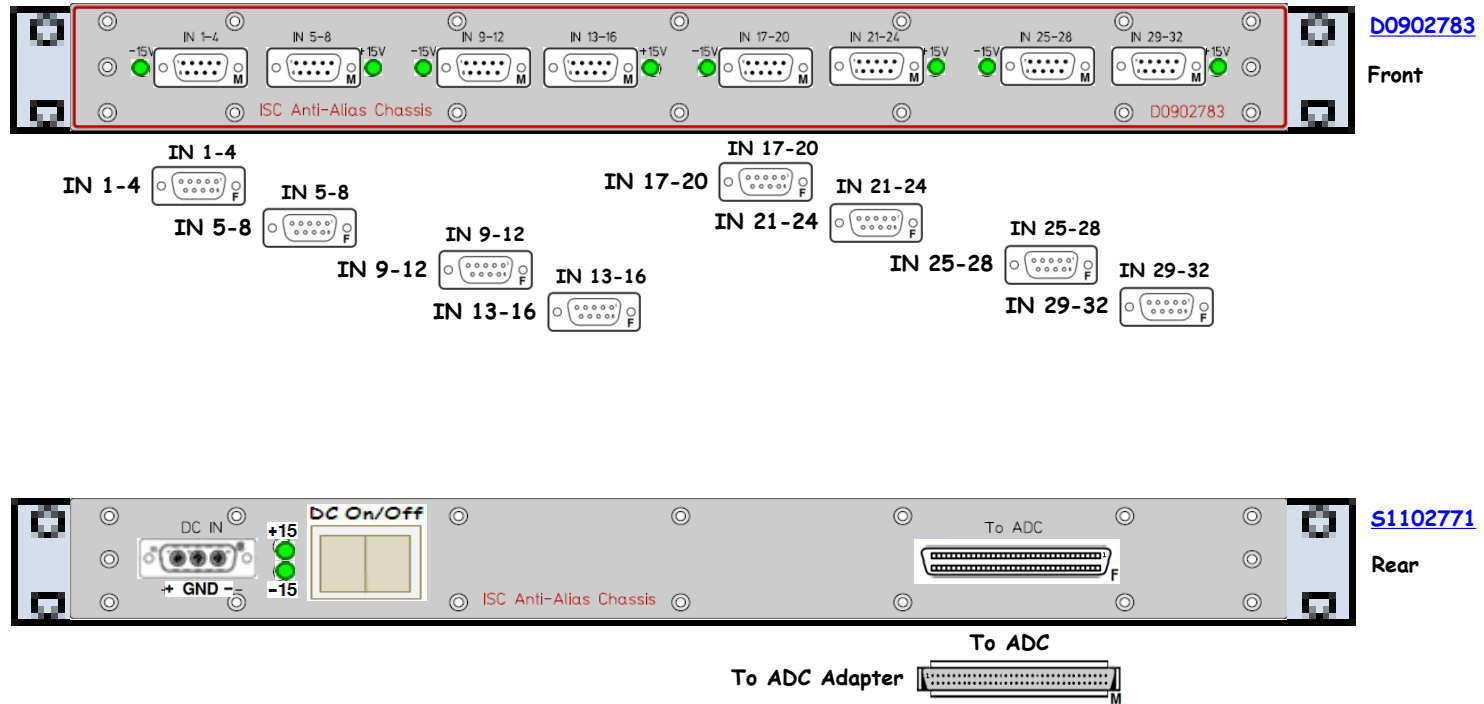 IN 1-4 IN 5-8 IN 9-12 IN 13-16 IN 17-20 IN 21-24 IN 25-28 IN 29-32
-15V +15V -15V +15V -15V +15V -15V +15V
M M M M M M M M
ISC Anti-Alias Chassis D0902783
D0902783
Front
IN 1-4
IN 1-4
F
IN 5-8
IN 5-8
F
IN 9-12
IN 9-12
F
IN 13-16
IN 13-16
F
IN 17-20
IN 17-20
F
IN 21-24
IN 21-24
F
IN 25-28
IN 25-28
F
IN 29-32
IN 29-32
F
DC IN
+ GND -
+15
-15
DC On/Off
ISC Anti-Alias Chassis
To ADC
1
F
S1102771
Rear
To ADC
To ADC Adapter
1
M